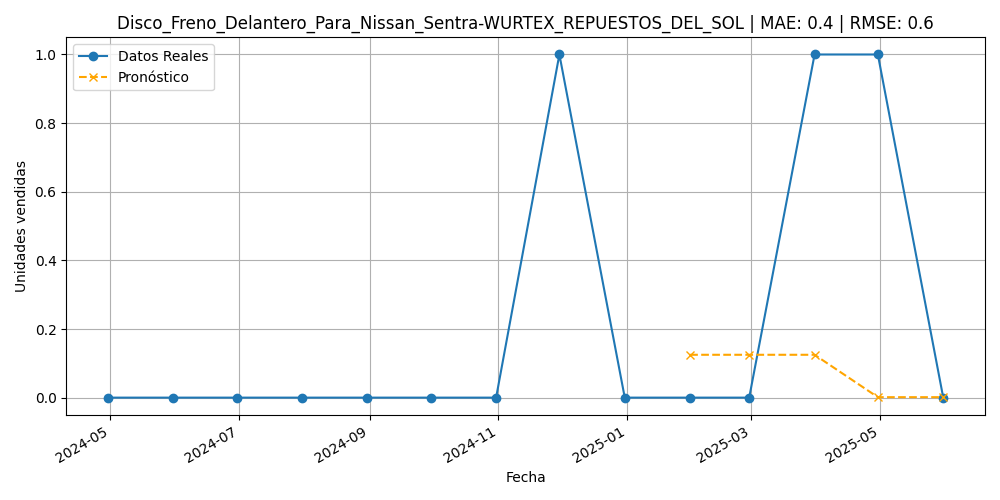 Disco_Freno_Delantero_Para_Nissan_Sentra-WURTEX_REPUESTOS_DEL_SOL | MAE: 0.4 | RMSE: 0.6
Datos Reales
Pronóstico
Unidades vendidas
1.0
0.8
0.6
0.4
0.2
0.0
2024-05
2024-07
2024-09
2024-11
2025-01
2025-03
2025-05
Fecha